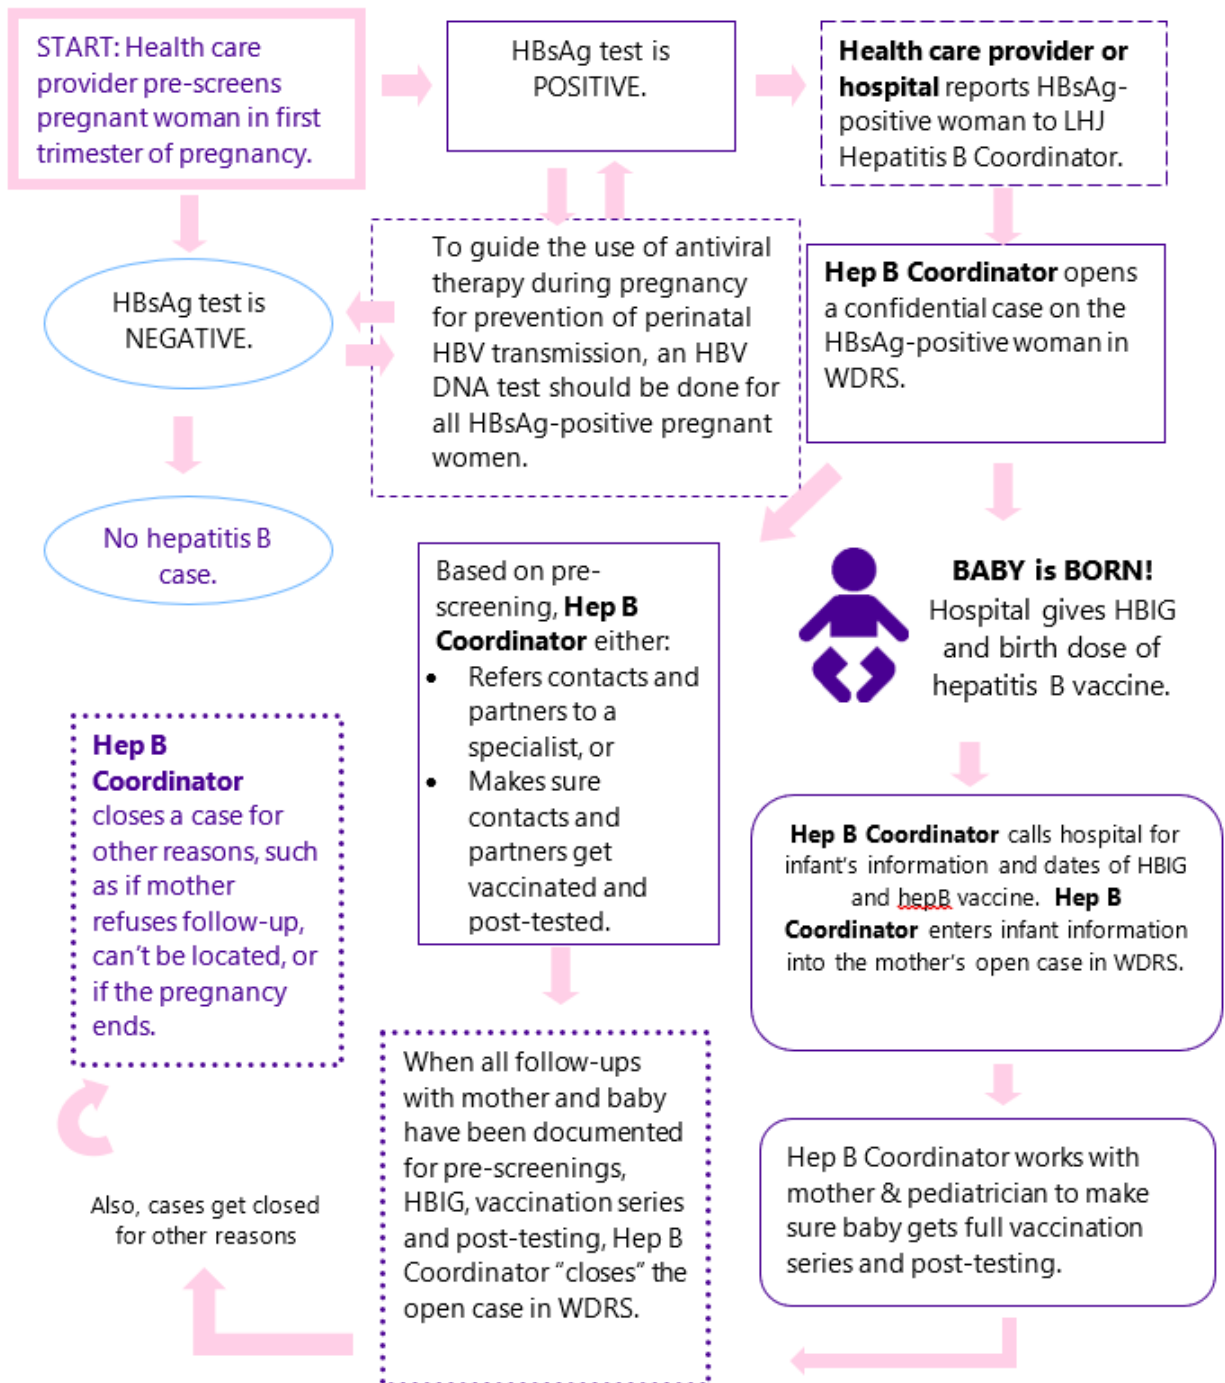 START: Health care
provider pre-screens
pregnant woman in first
trimester of pregnancy.
HBsAg test is
POSITIVE.
Health care provider or
hospital reports HBsAg-
positive woman to LHJ
Hepatitis B Coordinator.
HBsAg test is
NEGATIVE.
To guide the use of antiviral
therapy during pregnancy
for prevention of perinatal
HBV transmission, an HBV
DNA test should be done for
all HBsAg-positive pregnant
women.
Hep B Coordinator opens
a confidential case on the
HBsAg-positive woman in
WDRS.
No hepatitis B
case.
Based on pre-
screening, Hep B
Coordinator either:
• Refers contacts and
partners to a
specialist, or
• Makes sure
contacts and
partners get
vaccinated and
post-tested.
BABY is BORN!
Hospital gives HBIG
and birth dose of
hepatitis B vaccine.
Hep B
Coordinator
closes a case for
other reasons, such
as if mother
refuses follow-up,
can't be located, or
if the pregnancy
ends.
Hep B Coordinator calls hospital for
infant's information and dates of HBIG
and hepB vaccine. Hep B
Coordinator enters infant information
into the mother's open case in WDRS.
When all follow-ups
with mother and baby
have been documented
for pre-screenings,
HBIG, vaccination series
and post-testing, Hep B
Coordinator “closes” the
open case in WDRS.
Hep B Coordinator works with
mother & pediatrician to make
sure baby gets full vaccination
series and post-testing.
Also, cases get closed
for other reasons